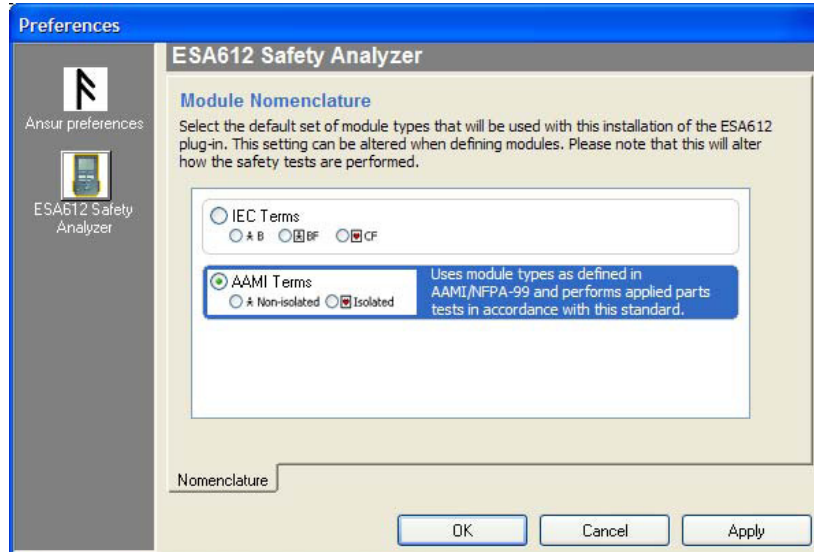 Preferences
ESA612 Safety Analyzer
Ansur preferences
ESA612 Safety
Analyzer
Module Nomenclature
Select the default set of module types that will be used with this installation of the ESA612
plug-in. This setting can be altered when defining modules. Please note that this will alter
how the safety tests are performed.
IEC Terms
B BF CF
AAMI Terms
Non-isolated Isolated
Uses module types as defined in
AAMI/NFPA-99 and performs applied parts
tests in accordance with this standard.
Nomenclature
OK Cancel Apply